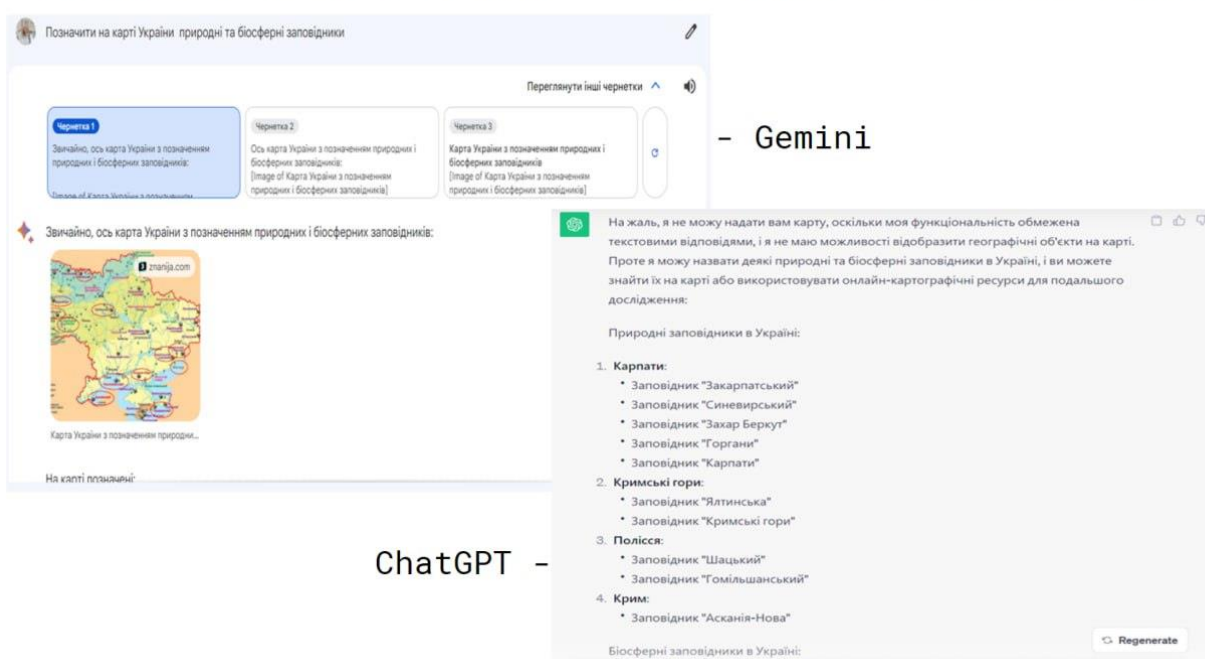 Позначити на карті України природні та біосферні заповідники
Переглянути інші чернетки
Чернетка 1
Звичайно, ось карта України з позначенням
природних і біосферних заповідників:
[Image of Карта України з позначенням
Чернетка 2
Ось карта України з позначенням природних і
біосферних заповідників:
[Image of Карта України з позначенням
природних і біосферних заповідників]
Чернетка 3
Карта України з позначенням природних і
біосферних заповідників
[Image of Карта України з позначенням
природних і біосферних заповідників]
- Gemini
Звичайно, ось карта України з позначенням природних і біосферних заповідників:
znanija.com
Карта України з позначенням природни...
На карті позначені:
ChatGPT -
На жаль, я не можу надати вам карту, оскільки моя функціональність обмежена
текстовими відповідями, і я не маю можливості відобразити географічні об'єкти на карті.
Проте я можу назвати деякі природні та біосферні заповідники в Україні, і ви можете
знайти їх на карті або використовувати онлайн-картографічні ресурси для подальшого
дослідження:
Природні заповідники в Україні:
1. Карпати:
• Заповідник "Закарпатський"
• Заповідник "Синевирський"
• Заповідник "Захар Беркут"
• Заповідник "Горгани"
• Заповідник "Карпати"
2. Кримські гори:
• Заповідник "Ялтинська"
• Заповідник "Кримські гори"
3. Полісся:
• Заповідник "Шацький"
• Заповідник "Гомільшанський"
4. Крим:
• Заповідник "Асканія-Нова"
Біосферні заповідники в Україні:
Regenerate